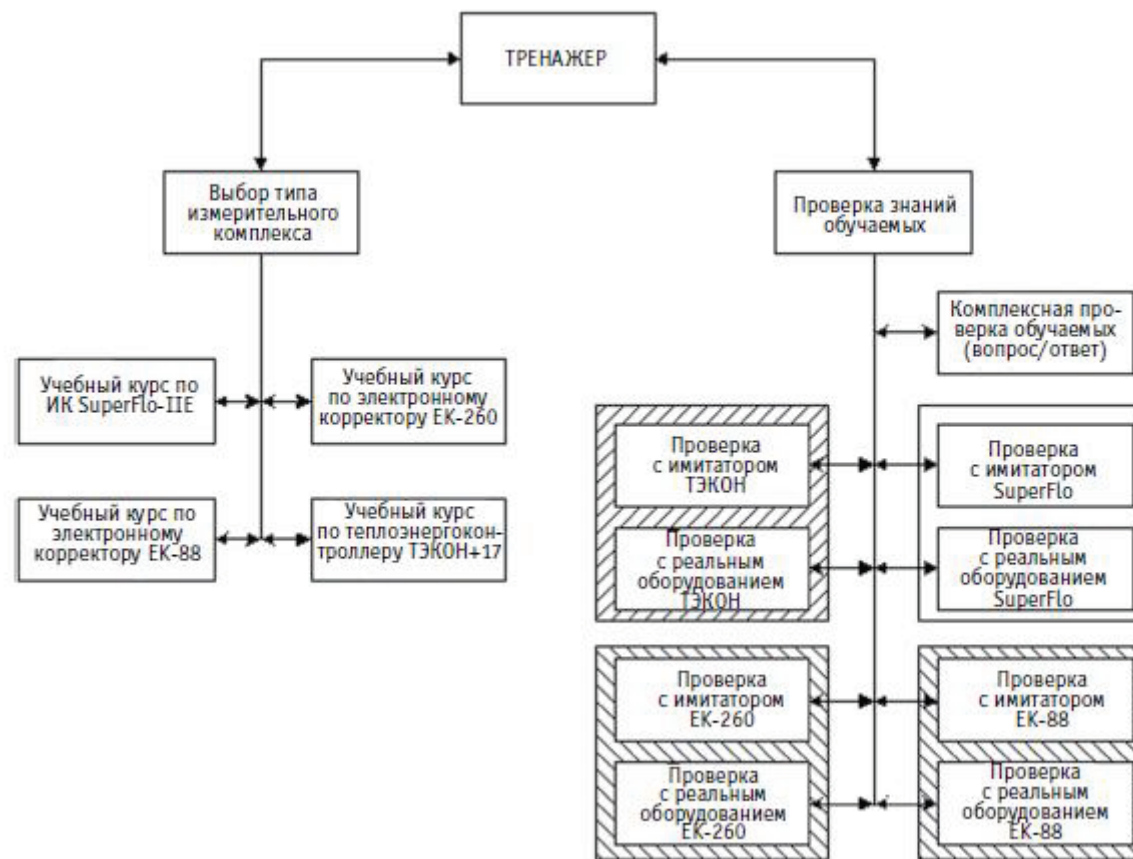 ТРЕНАЖЕР
Выбор типа
измерительного
комплекса
Проверка знаний
обучаемых
Комплексная про-
верка обучаемых
(вопрос/ответ)
Учебный курс по
ИК SuperFlo-IIE
Учебный курс
по электронному
корректору ЕК-260
Учебный курс по
электронному
корректору ЕК-88
Учебный курс
по теплоэнергокон-
троллеру ТЭКОН+17
Проверка
с имитатором
ТЭКОН
Проверка
с имитатором
SuperFlo
Проверка
с реальным
оборудованием
ТЭКОН
Проверка
с реальным
оборудованием
SuperFlo
Проверка
с имитатором
ЕК-260
Проверка
с имитатором
ЕК-88
Проверка
с реальным
оборудованием
ЕК-260
Проверка
с реальным
оборудованием
ЕК-88